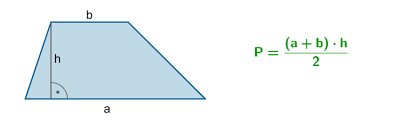 b
h
a
P = (a + b) · h / 2